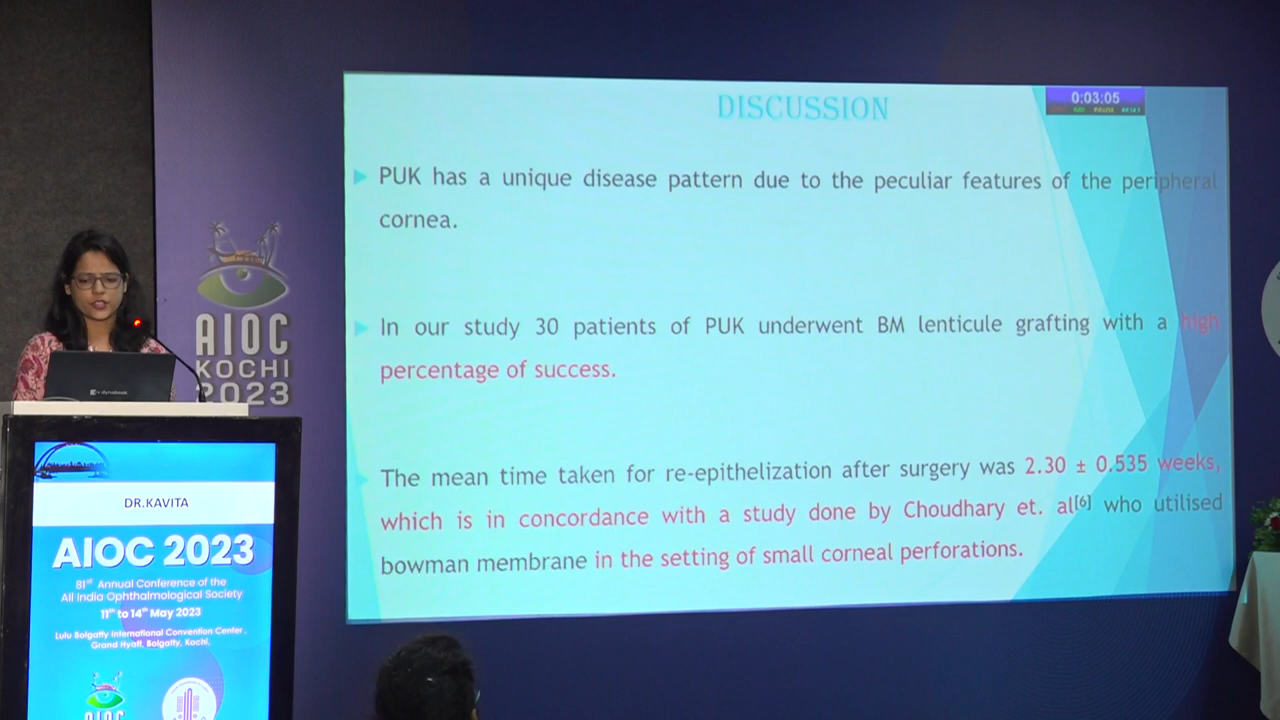 DISCUSSION
0:03:05
PUK has a unique disease pattern due to the peculiar features of the peripheral
cornea.
In our study 30 patients of PUK underwent BM lenticule grafting with a high
percentage of success.
The mean time taken for re-epithelization after surgery was 2.30 ± 0.535 weeks,
which is in concordance with a study done by Choudhary et. al[6] who utilised
bowman membrane in the setting of small corneal perforations.
AIOC
KOCHI
2023
dynabook
DR.KAVITA
AIOC 2023
81st Annual Conference of the
All India Ophthalmological Society
11th to 14th May 2023
Lulu Bolgatty International Convention Center,
Grand Hyatt, Bolgatty, Kochi,
AIOC